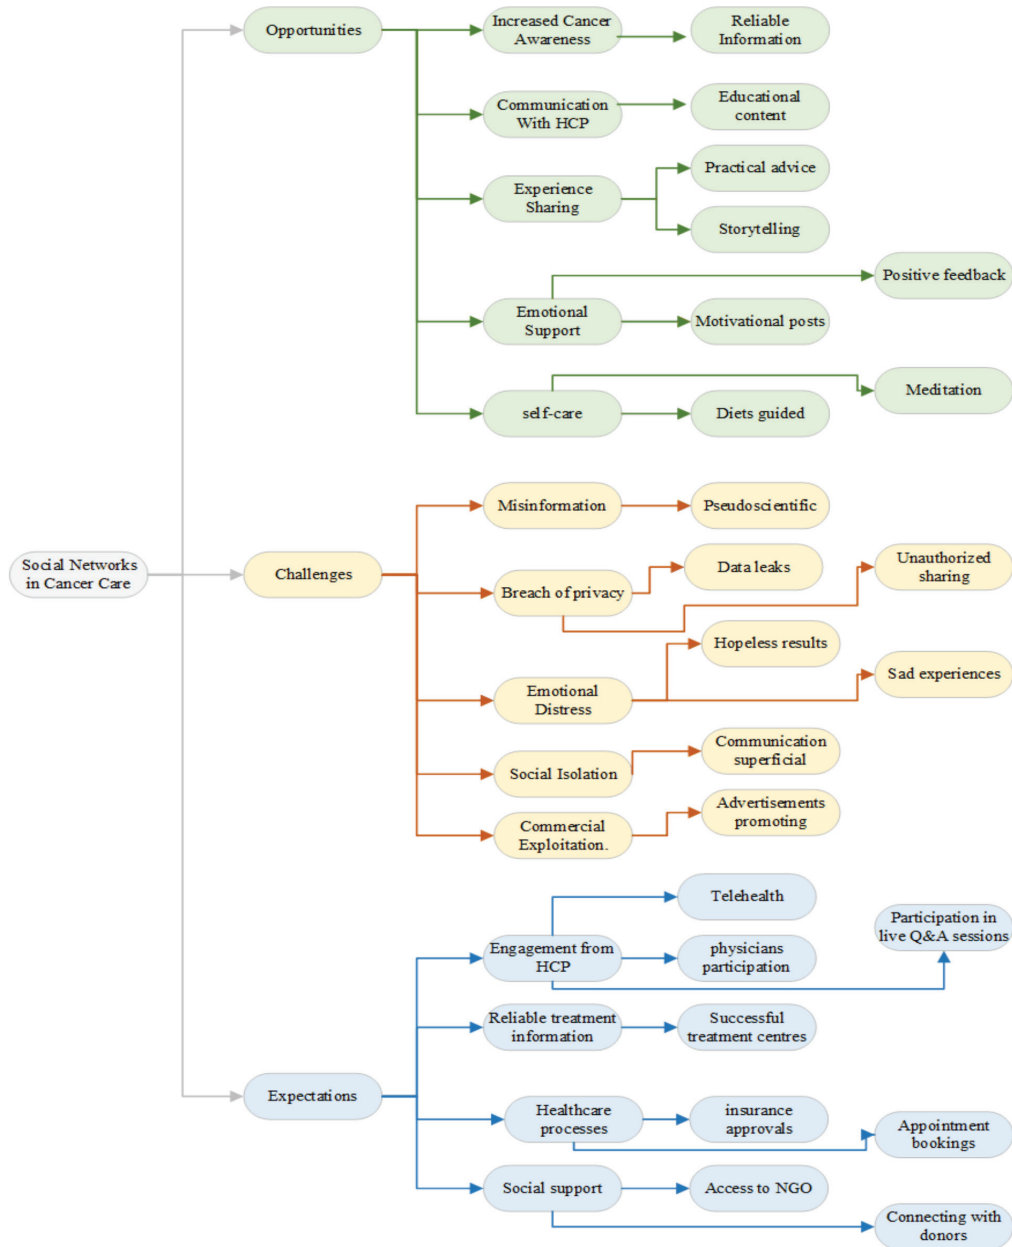 Opportunities
Increased Cancer
Awareness
Reliable
Information
Communication
With HCP
Educational
content
Experience
Sharing
Practical advice
Storytelling
Emotional
Support
Positive feedback
Motivational posts
self-care
Meditation
Diets guided
Social Networks
in Cancer Care
Challenges
Misinformation
Pseudoscientific
Breach of privacy
Data leaks
Unauthorized
sharing
Emotional
Distress
Hopeless results
Sad experiences
Social Isolation
Communication
superficial
Commercial
Exploitation.
Advertisements
promoting
Expectations
Engagement from
HCP
Telehealth
physicians
participation
Participation in
live Q&A sessions
Reliable treatment
information
Successful
treatment centres
Healthcare
processes
insurance
approvals
Appointment
bookings
Social support
Access to NGO
Connecting with
donors